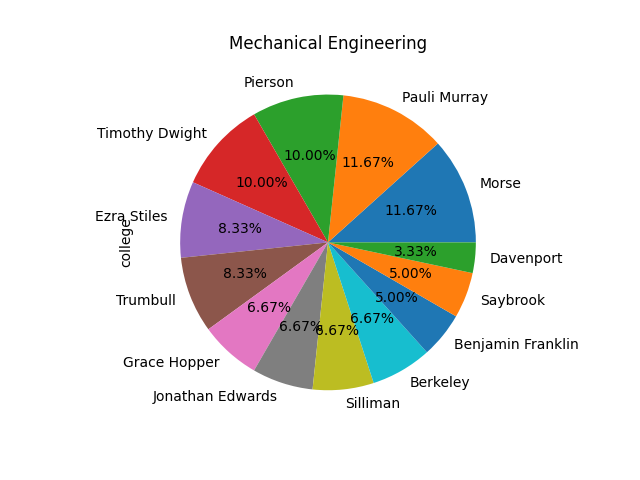 Mechanical Engineering
Pierson
Pauli Murray
Timothy Dwight
Morse
Ezra Stiles
college
Trumbull
Davenport
Saybrook
Benjamin Franklin
Grace Hopper
Berkeley
Jonathan Edwards
Silliman
10.00%
11.67%
10.00%
11.67%
8.33%
3.33%
8.33%
5.00%
5.00%
6.67%
6.67%
6.67%
6.67%